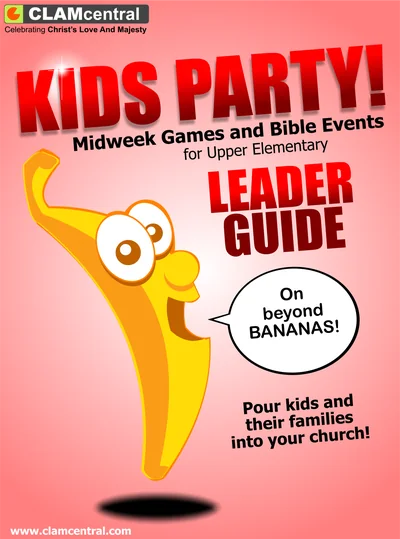 CLAMcentral
Celebrating Christ's Love And Majesty
KIDS PARTY!
Midweek Games and Bible Events
for Upper Elementary
LEADER
GUIDE
On
beyond
BANANAS!
Pour kids and
their families
into your church!
www.clamcentral.com